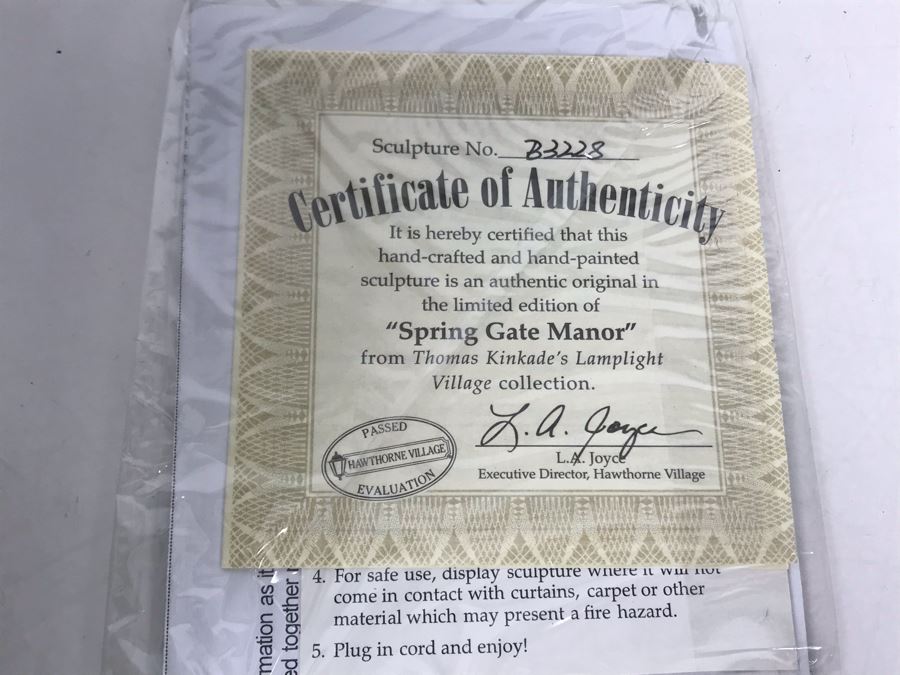 Sculpture No. B3228
Certificate of Authenticity
It is hereby certified that this
hand-crafted and hand-painted
sculpture is an authentic original in
the limited edition of
“Spring Gate Manor”
from Thomas Kinkade's Lamplight
Village collection.
L. A. Joyce
L.A. Joyce
Executive Director, Hawthorne Village
PASSED
HAWTHORNE VILLAGE
EVALUATION
4. For safe use, display sculpture where it will not
come in contact with curtains, carpet or other
material which may present a fire hazard.
5. Plug in cord and enjoy!
as it
together